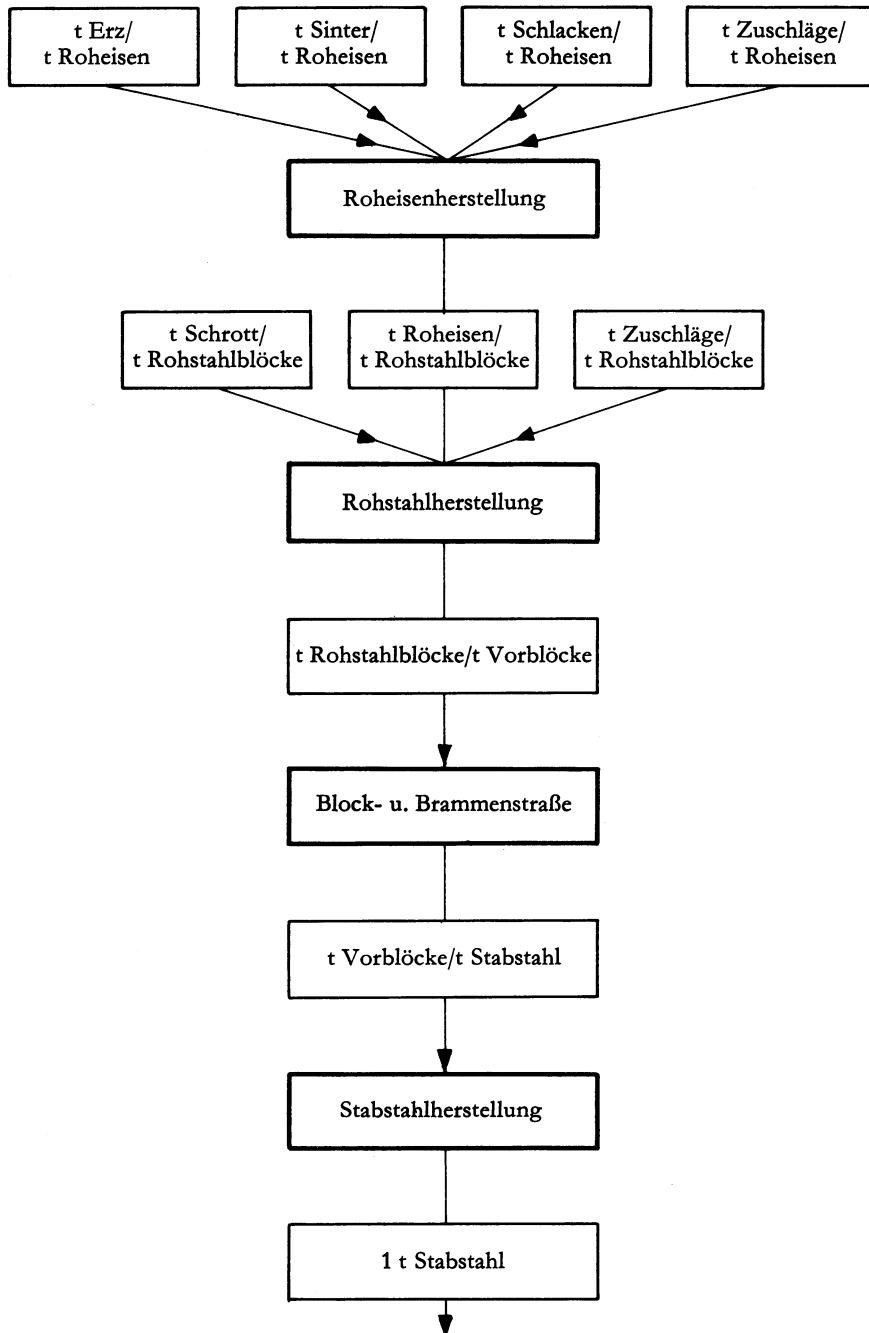 t Erz/
t Roheisen
t Sinter/
t Roheisen
t Schlacken/
t Roheisen
t Zuschläge/
t Roheisen
Roheisenherstellung
t Schrott/
t Rohstahlblöcke
t Roheisen/
t Rohstahlblöcke
t Zuschläge/
t Rohstahlblöcke
Rohstahlherstellung
t Rohstahlblöcke/t Vorblöcke
Block- u. Brammenstraße
t Vorblöcke/t Stabstahl
Stabstahlherstellung
1 t Stabstahl